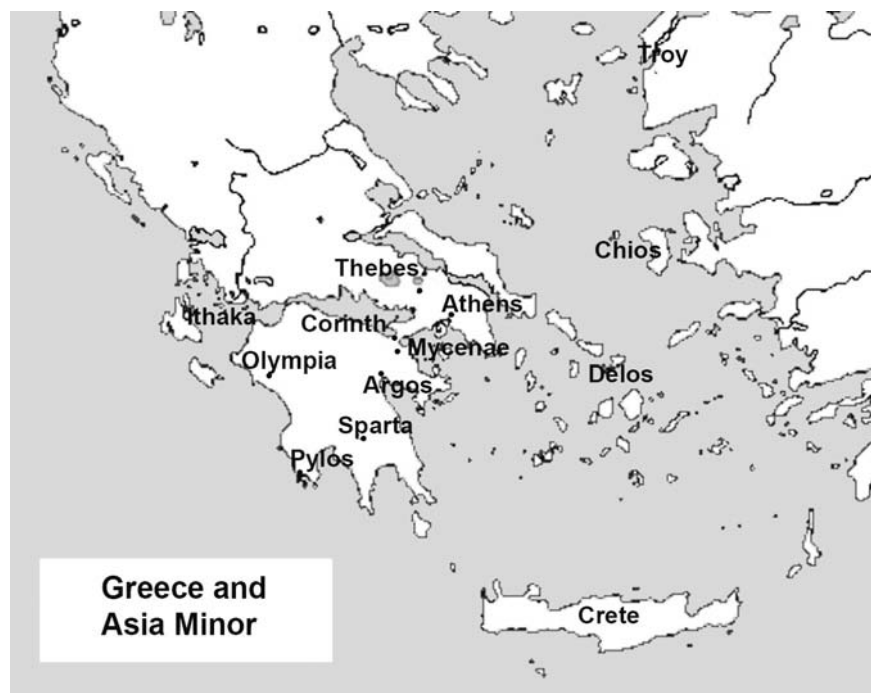 Troy
Chios
Thebes
Athens
Ithaka
Corinth
Mycenae
Olympia
Delos
Argos
Sparta
Pylos
Greece and
Asia Minor
Crete